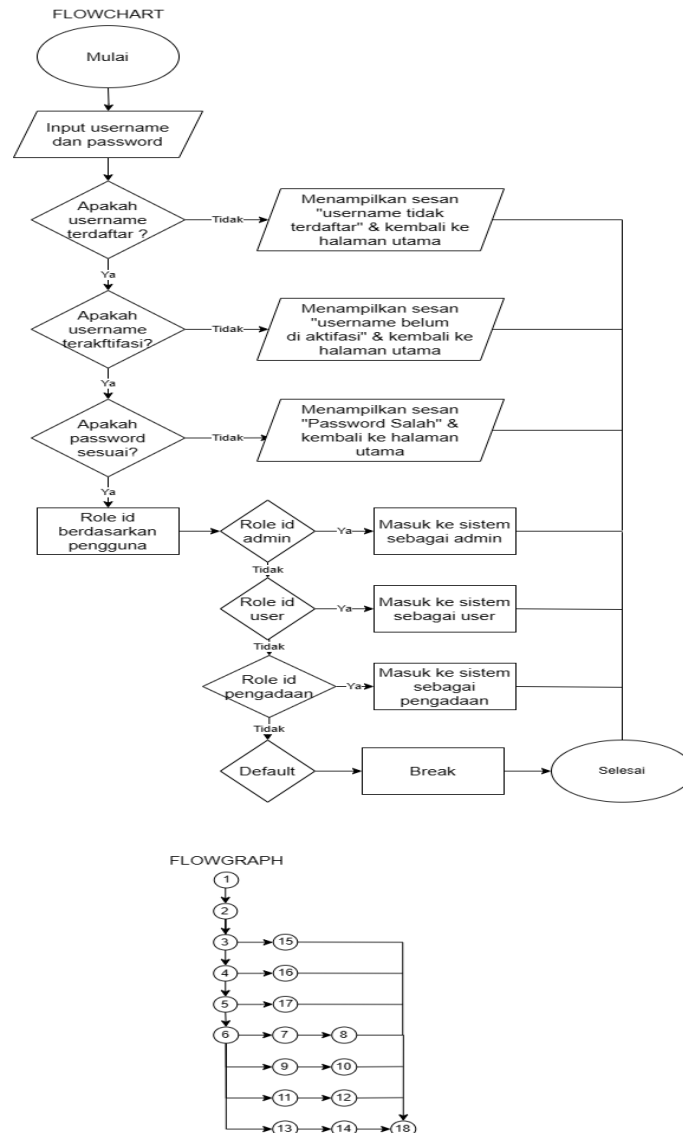 FLOWCHART
Mulai
Input username
dan password
Apakah
username
terdaftar ?
Tidak
Menampilkan sesan
"username tidak
terdaftar" & kembali ke
halaman utama
Ya
Apakah
username
terakftifasi?
Tidak
Menampilkan sesan
"username belum
di aktifasi" & kembali ke
halaman utama
Ya
Apakah
password
sesuai?
Tidak
Menampilkan sesan
"Password Salah" &
kembali ke halaman
utama
Ya
Role id
berdasarkan
pengguna
Role id
admin
Ya
Masuk ke sistem
sebagai admin
Tidak
Role id
user
Ya
Masuk ke sistem
sebagai user
Tidak
Role id
pengadaan
Ya
Masuk ke sistem
sebagai
pengadaan
Tidak
Default
Break
Selesai
FLOWGRAPH
1
2
3 15
4 16
5 17
6 7 8
9 10
11 12
13 14 18